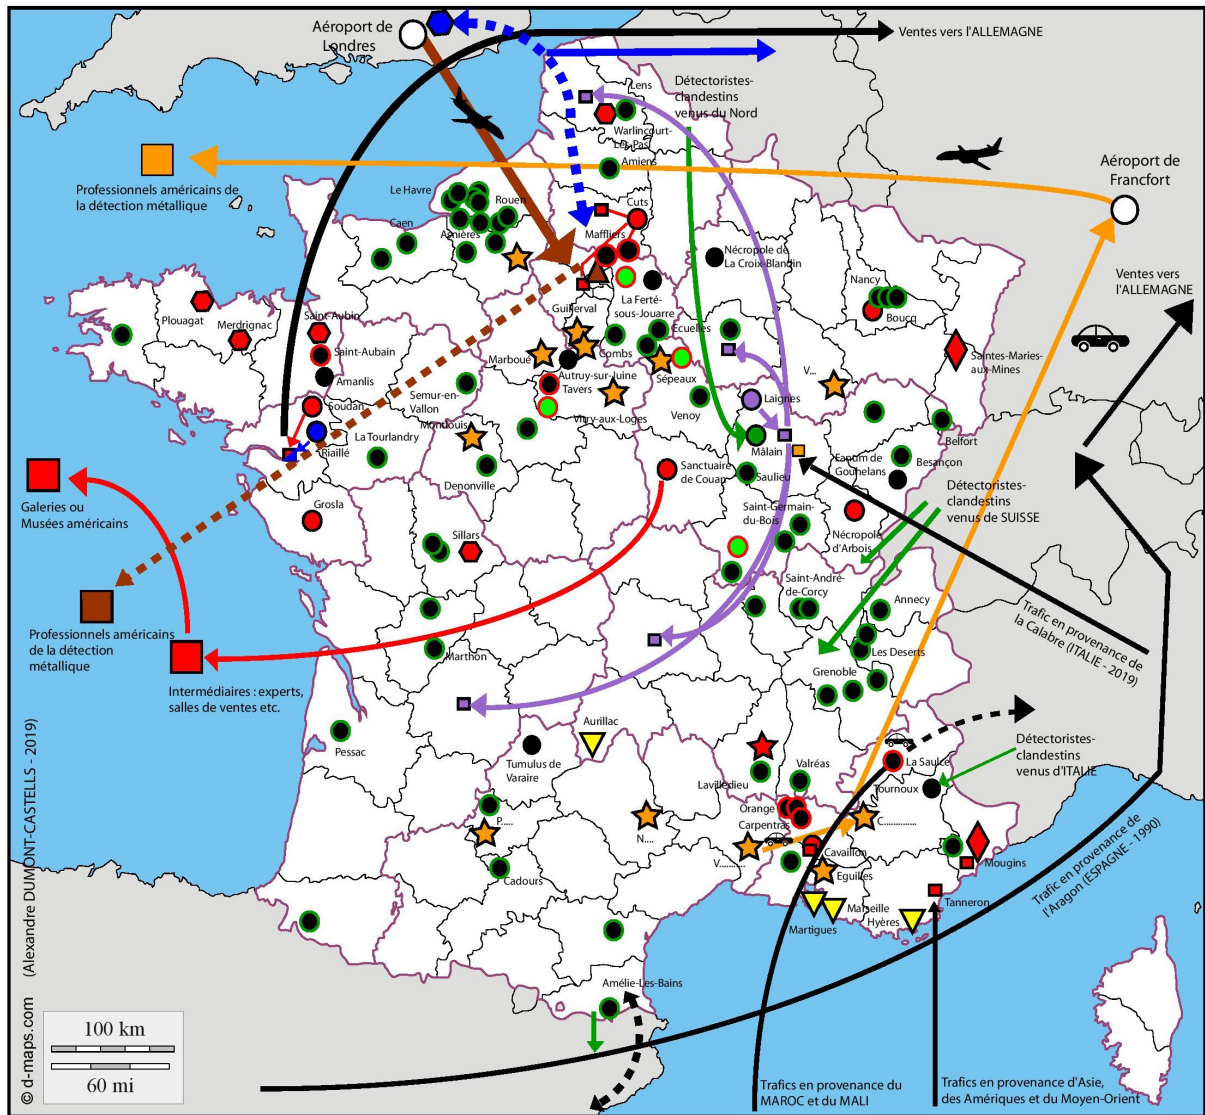 Aéroport de
Londres
Ventes vers l'ALLEMAGNE
Détectoristes-
clandestins
venus du Nord
Lens
Warlincourt-
Lès-Pas
Amiens
Professionnels américains de
la détection métallique
Aéroport de
Francfort
Le Havre
Rouen
Caen
Asnières
Cuts
Maffliers
Nécropole de
La Croix-Blandin
Ventes vers
l'ALLEMAGNE
Nancy
Boucq
La Ferté-
sous-Jouarre
Plouagat
Merdrignac
Saint-Aubin
Saint-Aubain
Amanlis
Guillerval
Ecuelles
Combs
Marboué
Saintes-Maries-
aux-Mines
Sépeaux
V...
Autruy-sur-Juine
Tavers
Semur-en-
Vallon
Mondouis
Vitry-aux-Loges
Venoy
Laignes
Soudan
Riaillé
La Tourlandry
Mâlain
Belfort
Fanum de
Gouhelans
Besançon
Galeries ou
Musées américains
Denonville
Sanctuaire
de Couan
Saulieu
Détectoristes-
clandestins
venus de SUISSE
Grosla
Saint-Germain-
du-Bois
Nécropole
d'Arbois
Sillars
Saint-André-
de-Corcy
Annecy
Trafic en provenance de
la Calabre (ITALIE - 2019)
Professionnels américains
de la détection
métallique
Marthon
Les Deserts
Grenoble
Intermédiaires : experts,
salles de ventes etc.
Aurillac
Pessac
Tumulus de
Varaire
Détectoristes-
clandestins
venus d'ITALIE
La Saulce
Valréas
Lavilledieu
Tournoux
Orange
Carpentras
P.....
N....
C.............
V..........
Cavaillon
Mougins
Eguilles
Cadours
Trafic en provenance de
l'Aragon (ESPAGNE - 1990)
Tanneron
Marseille
Hyères
Martigues
Amélie-Les-Bains
© d-maps.com (Alexandre DUMONT-CASTELLS - 2019)
100 km
60 mi
Trafics en provenance du
MAROC et du MALI
Trafics en provenance d'Asie,
des Amériques et du Moyen-Orient